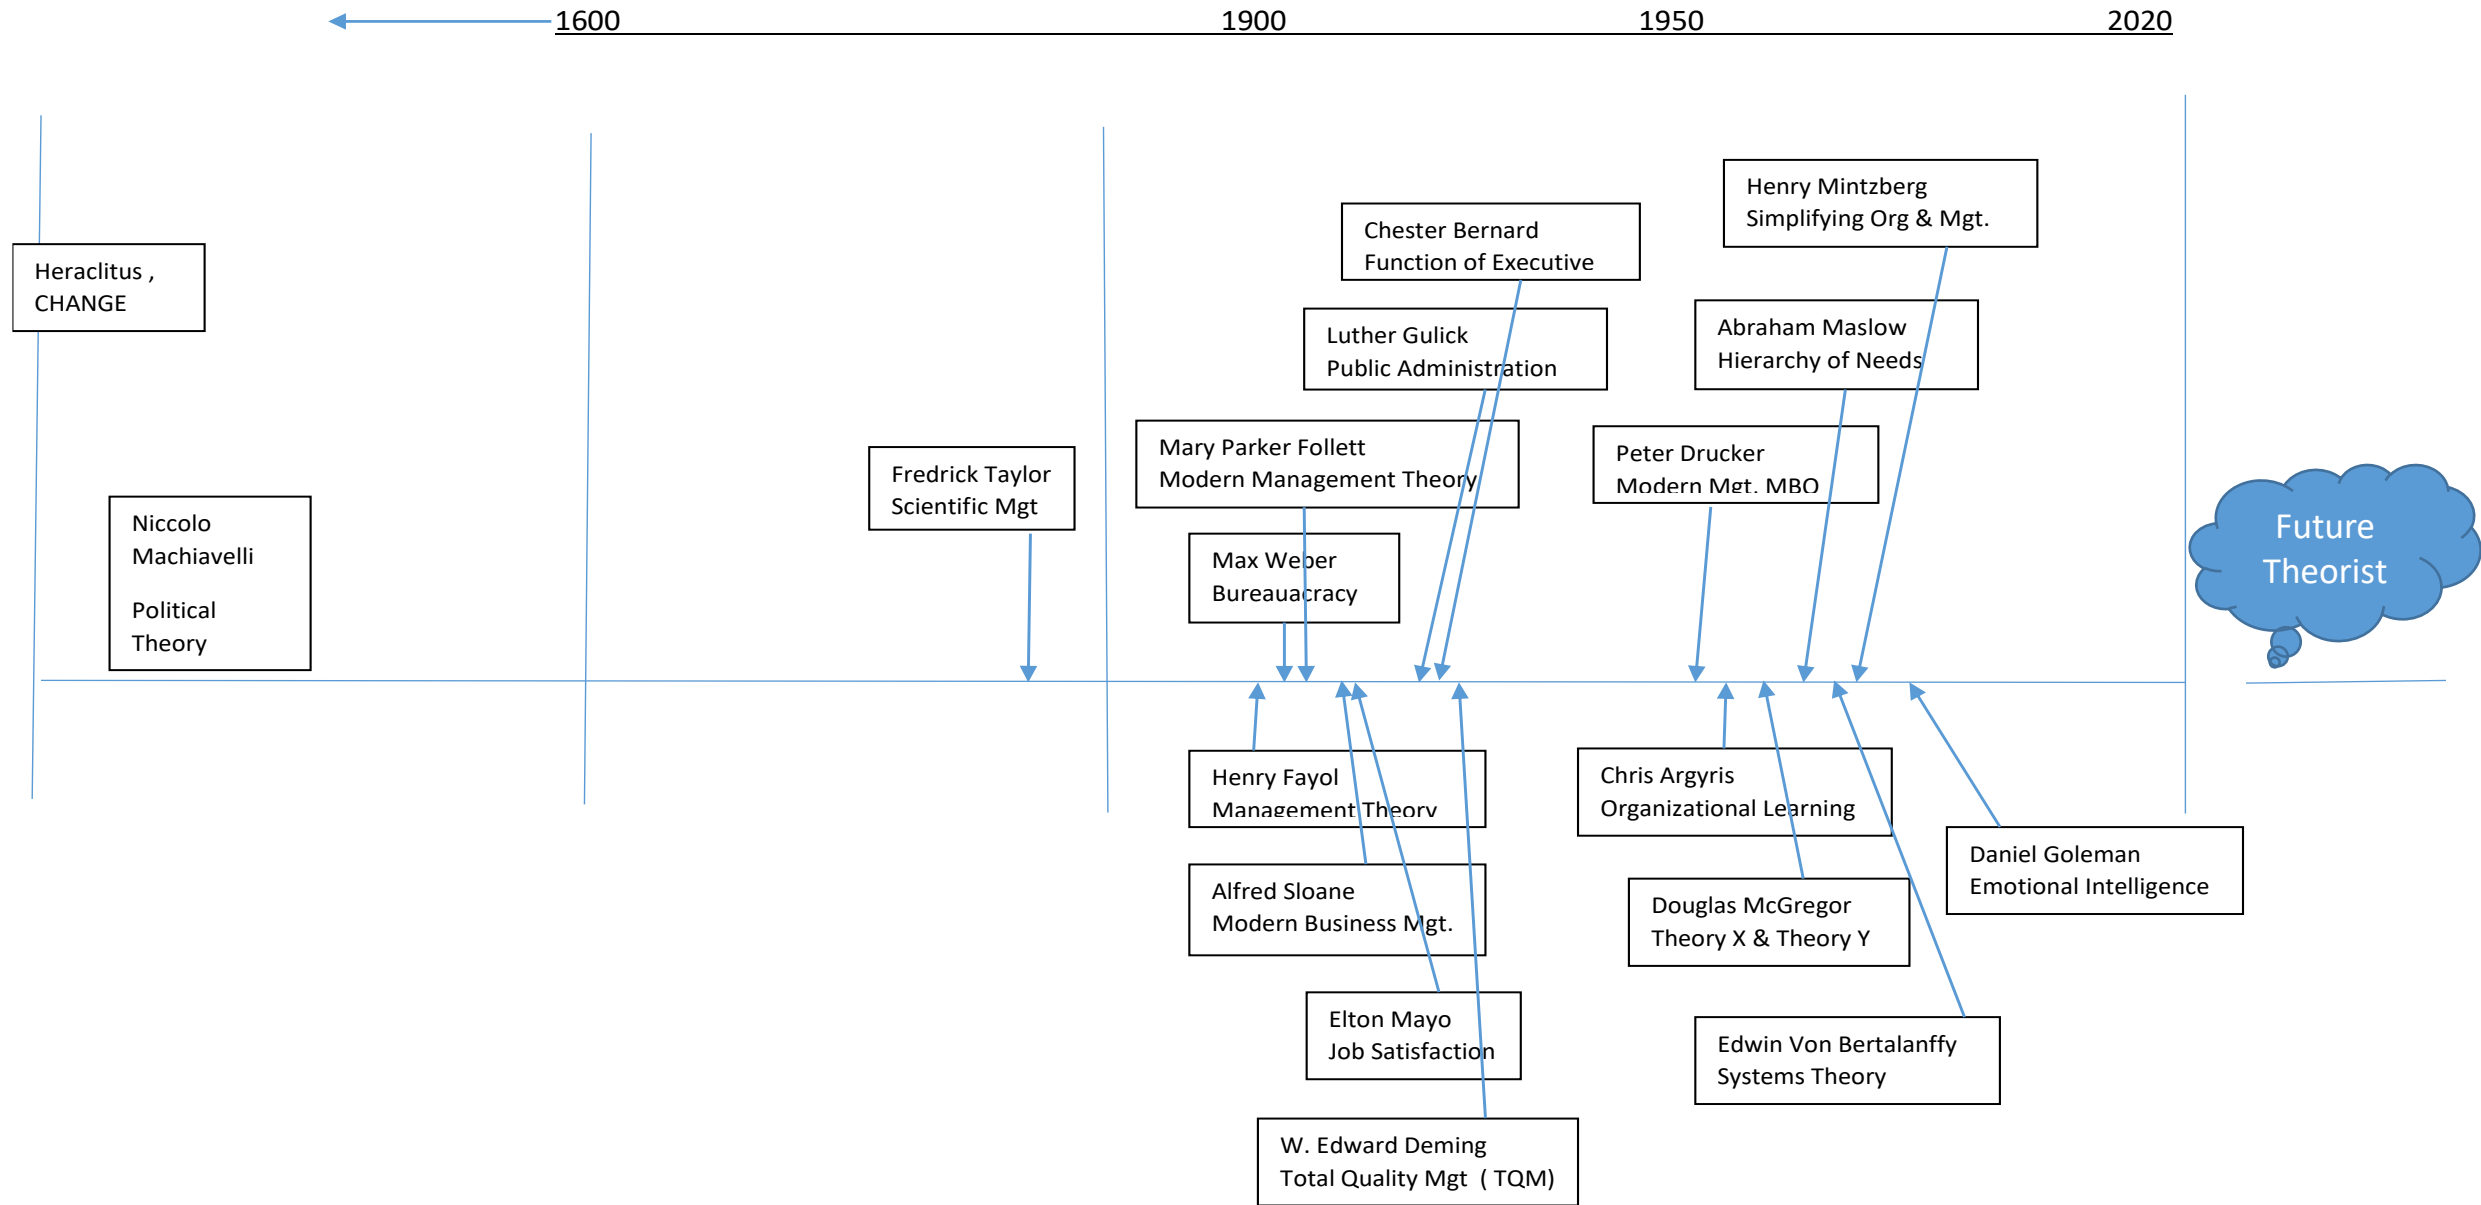 1600 1900 1950 2020
Heraclitus ,
CHANGE
Niccolo
Machiavelli
Political
Theory
Fredrick Taylor
Scientific Mgt
Mary Parker Follett
Modern Management Theory
Max Weber
Bureauacracy
Luther Gulick
Public Administration
Chester Bernard
Function of Executive
Henry Mintzberg
Simplifying Org & Mgt.
Abraham Maslow
Hierarchy of Needs
Peter Drucker
Modern Mgt. MBO
Future
Theorist
Henry Fayol
Management Theory
Alfred Sloane
Modern Business Mgt.
Elton Mayo
Job Satisfaction
W. Edward Deming
Total Quality Mgt ( TQM)
Chris Argyris
Organizational Learning
Douglas McGregor
Theory X & Theory Y
Edwin Von Bertalanffy
Systems Theory
Daniel Goleman
Emotional Intelligence